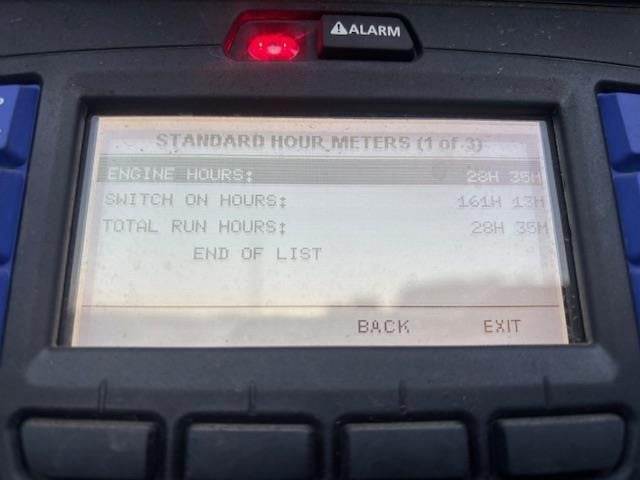 ALARM
STANDARD HOUR METERS (1 of 3)
ENGINE HOURS: 28H 35M
SWITCH ON HOURS: 161H 13M
TOTAL RUN HOURS: 28H 35M
END OF LIST
BACK EXIT